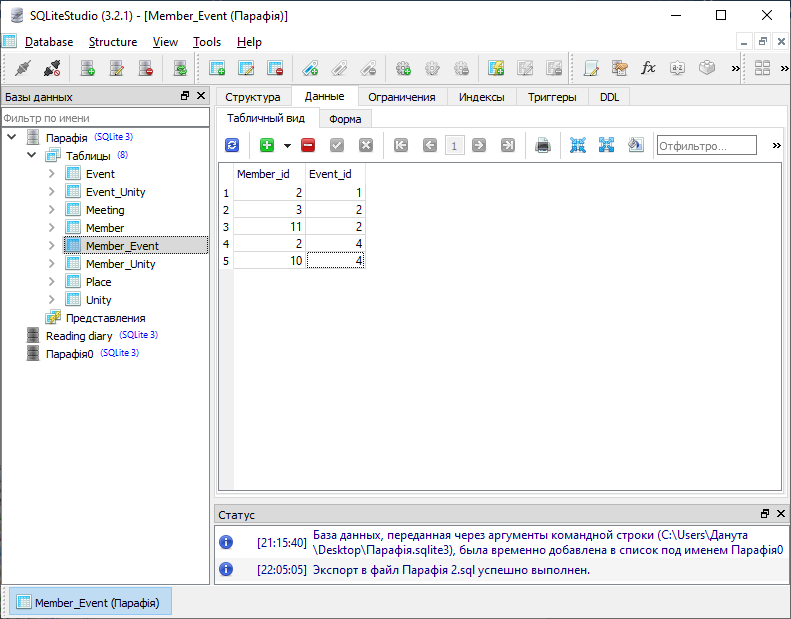 SQLiteStudio (3.2.1) - [Member_Event (Парафія)]
Database Structure View Tools Help
Базы данных
Фильтр по имени
Парафія (SQLite 3)
Таблицы (8)
Event
Event_Unity
Meeting
Member
Member_Event
Member_Unity
Place
Unity
Представления
Reading diary (SQLite 3)
Парафія0 (SQLite 3)
Структура Данные Ограничения Индексы Триггеры DDL
Табличный вид Форма
1 Отфильтро...
Member_id Event_id
1 2 1
2 3 2
3 11 2
4 2 4
5 10 4
Статус
[21:15:40] База данных, переданная через аргументы командной строки (C:\Users\Данута
\Desktop\Парафія.sqlite3), была временно добавлена в список под именем Парафія0
[22:05:05] Экспорт в файл Парафія 2.sql успешно выполнен.
Member_Event (Парафія)